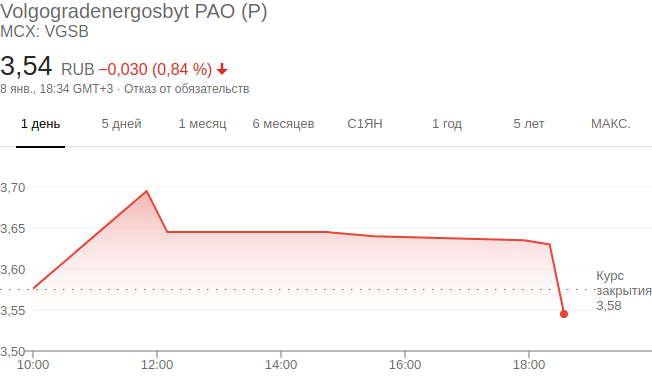 Volgogradenergosbyt PAO (P)
MCX: VGSB
3,54 RUB −0,030 (0,84 %)
8 янв., 18:34 GMT+3 · Отказ от обязательств
1 день 5 дней 1 месяц 6 месяцев С1ЯН 1 год 5 лет МАКС.
3,70
3,65
3,60
3,55
3,50
Курс
закрытия
3,58
10:00 12:00 14:00 16:00 18:00